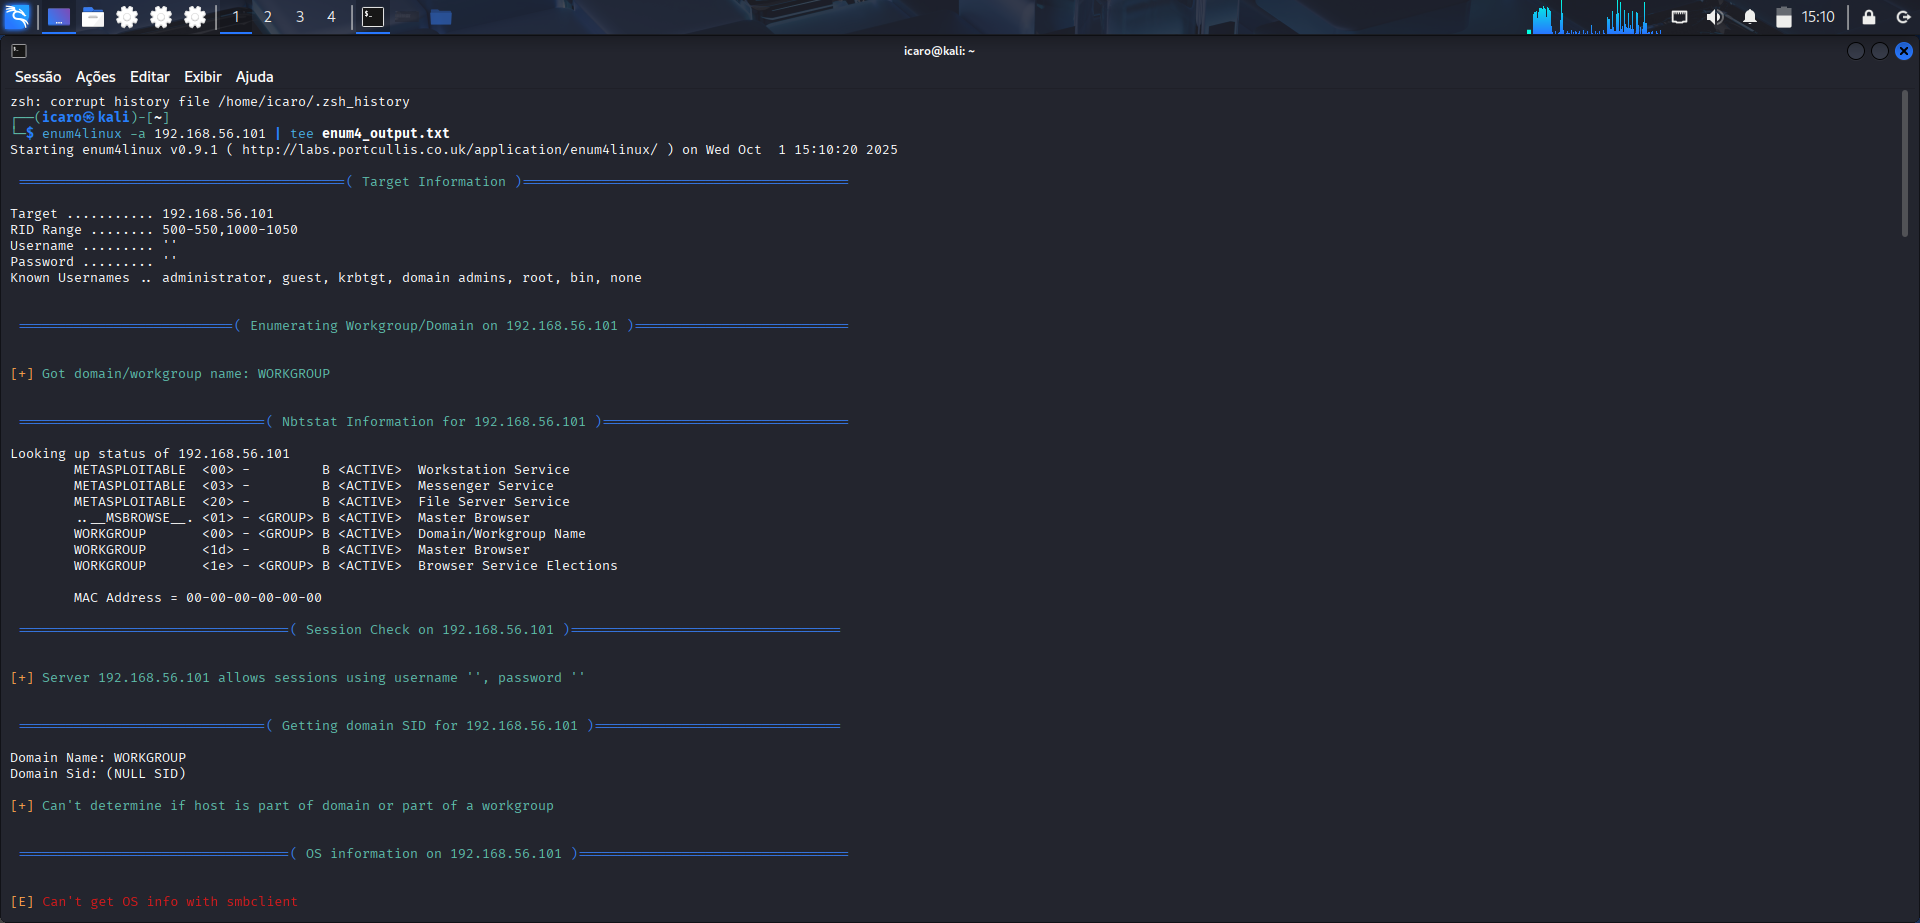 1 2 3 4
15:10
icaro@kali: ~
Sessão Ações Editar Exibir Ajuda
zsh: corrupt history file /home/icaro/.zsh_history
┌──(icaro㉿kali)-[~]
└─$ enum4linux -a 192.168.56.101 | tee enum4_output.txt
Starting enum4linux v0.9.1 ( http://labs.portcullis.co.uk/application/enum4linux/ ) on Wed Oct  1 15:10:20 2025
=========================================( Target Information )=========================================
Target ........... 192.168.56.101
RID Range ........ 500-550,1000-1050
Username ......... ''
Password ......... ''
Known Usernames .. administrator, guest, krbtgt, domain admins, root, bin, none
===========================( Enumerating Workgroup/Domain on 192.168.56.101 )===========================
[+] Got domain/workgroup name: WORKGROUP
===============================( Nbtstat Information for 192.168.56.101 )===============================
Looking up status of 192.168.56.101
METASPLOITABLE  <00> -         B <ACTIVE>  Workstation Service
METASPLOITABLE  <03> -         B <ACTIVE>  Messenger Service
METASPLOITABLE  <20> -         B <ACTIVE>  File Server Service
..__MSBROWSE__. <01> - <GROUP> B <ACTIVE>  Master Browser
WORKGROUP       <00> - <GROUP> B <ACTIVE>  Domain/Workgroup Name
WORKGROUP       <1d> -         B <ACTIVE>  Master Browser
WORKGROUP       <1e> - <GROUP> B <ACTIVE>  Browser Service Elections
MAC Address = 00-00-00-00-00-00
==================================( Session Check on 192.168.56.101 )==================================
[+] Server 192.168.56.101 allows sessions using username '', password ''
===============================( Getting domain SID for 192.168.56.101 )===============================
Domain Name: WORKGROUP
Domain Sid: (NULL SID)
[+] Can't determine if host is part of domain or part of a workgroup
==================================( OS information on 192.168.56.101 )==================================
[E] Can't get OS info with smbclient